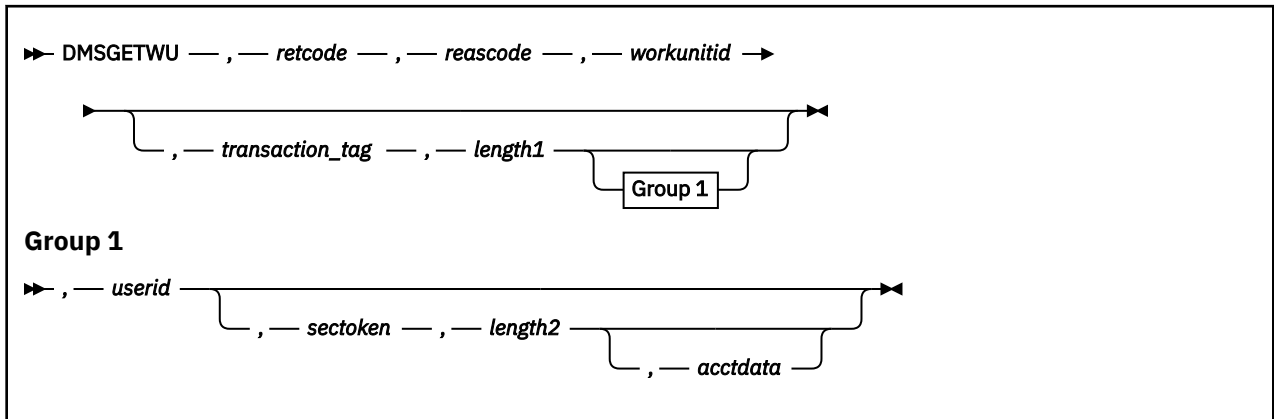 DMSGETWU , retcode , reascode , workunitid
, transaction_tag , length1
Group 1
Group 1
, userid
, sectoken , length2
, acctdata